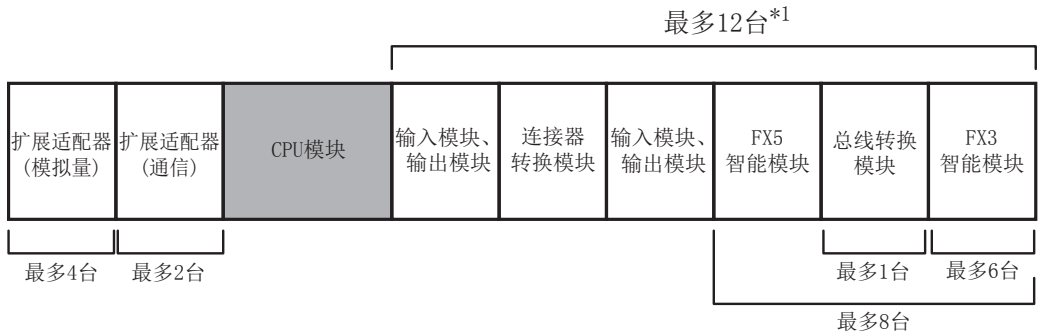 最多12台*1
扩展适配器
(模拟量)
扩展适配器
(通信)
CPU模块
输入模块、
输出模块
连接器
转换模块
输入模块、
输出模块
FX5
智能模块
总线转换
模块
FX3
智能模块
最多4台
最多2台
最多1台
最多6台
最多8台